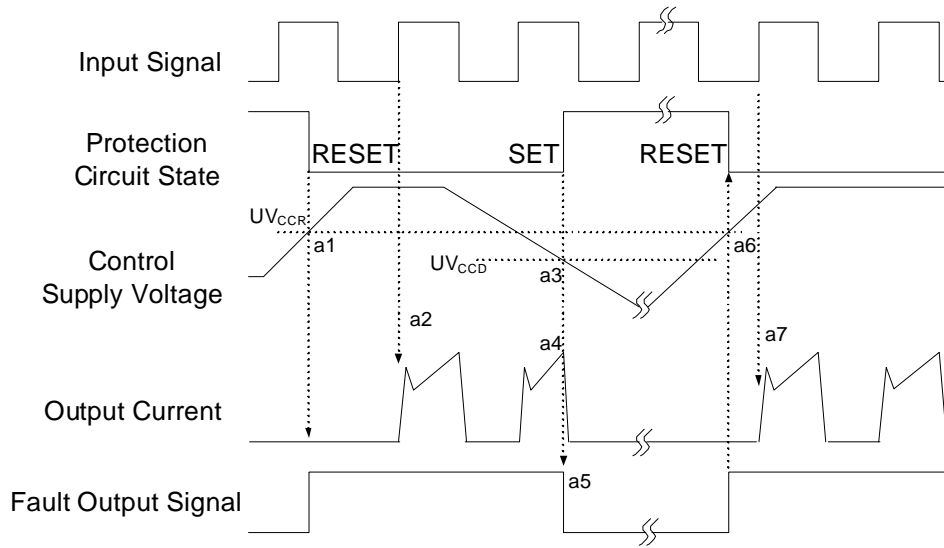 Input Signal
Protection
Circuit State
RESET
SET
RESET
UVCCR
a1
a6
Control
Supply Voltage
UVCCD
a3
a2
a4
a7
Output Current
Fault Output Signal
a5